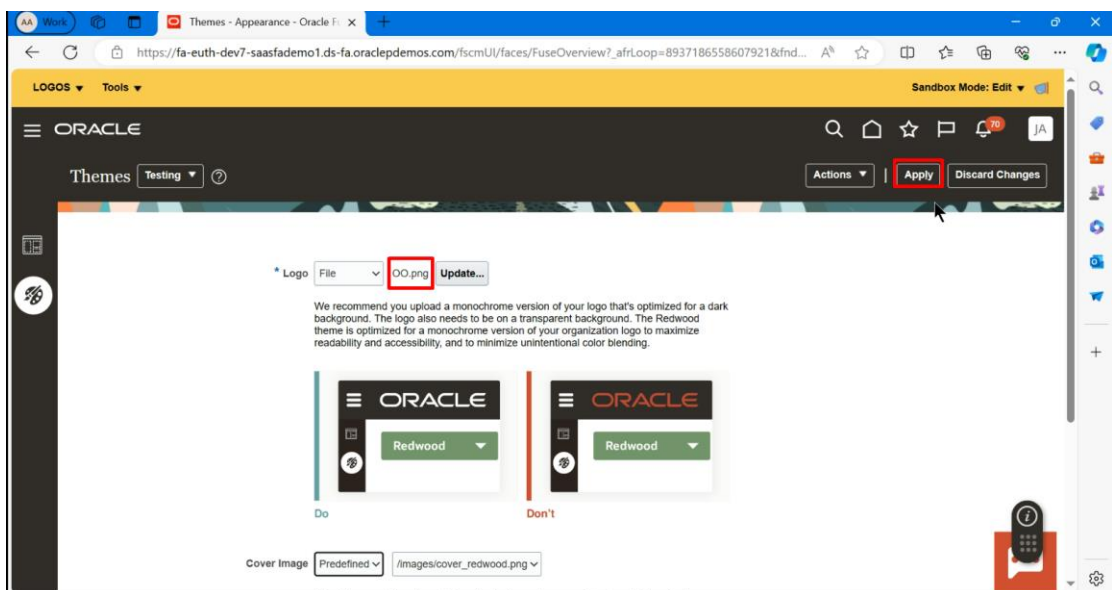 AA Work
Themes - Appearance - Oracle Fu
https://fa-euth-dev7-saasfademo1.ds-fa.oraclepdemos.com/fscmUI/faces/FuseOverview?_afrLoop=8937186558607921&fnd...
LOGOS Tools Sandbox Mode: Edit
ORACLE 70 JA
Themes Testing Actions Apply Discard Changes
* Logo File OO.png Update...
We recommend you upload a monochrome version of your logo that's optimized for a dark
background. The logo also needs to be on a transparent background. The Redwood
theme is optimized for a monochrome version of your organization logo to maximize
readability and accessibility, and to minimize unintentional color blending.
ORACLE ORACLE
Redwood Redwood
Do Don't
Cover Image Predefined /images/cover_redwood.png